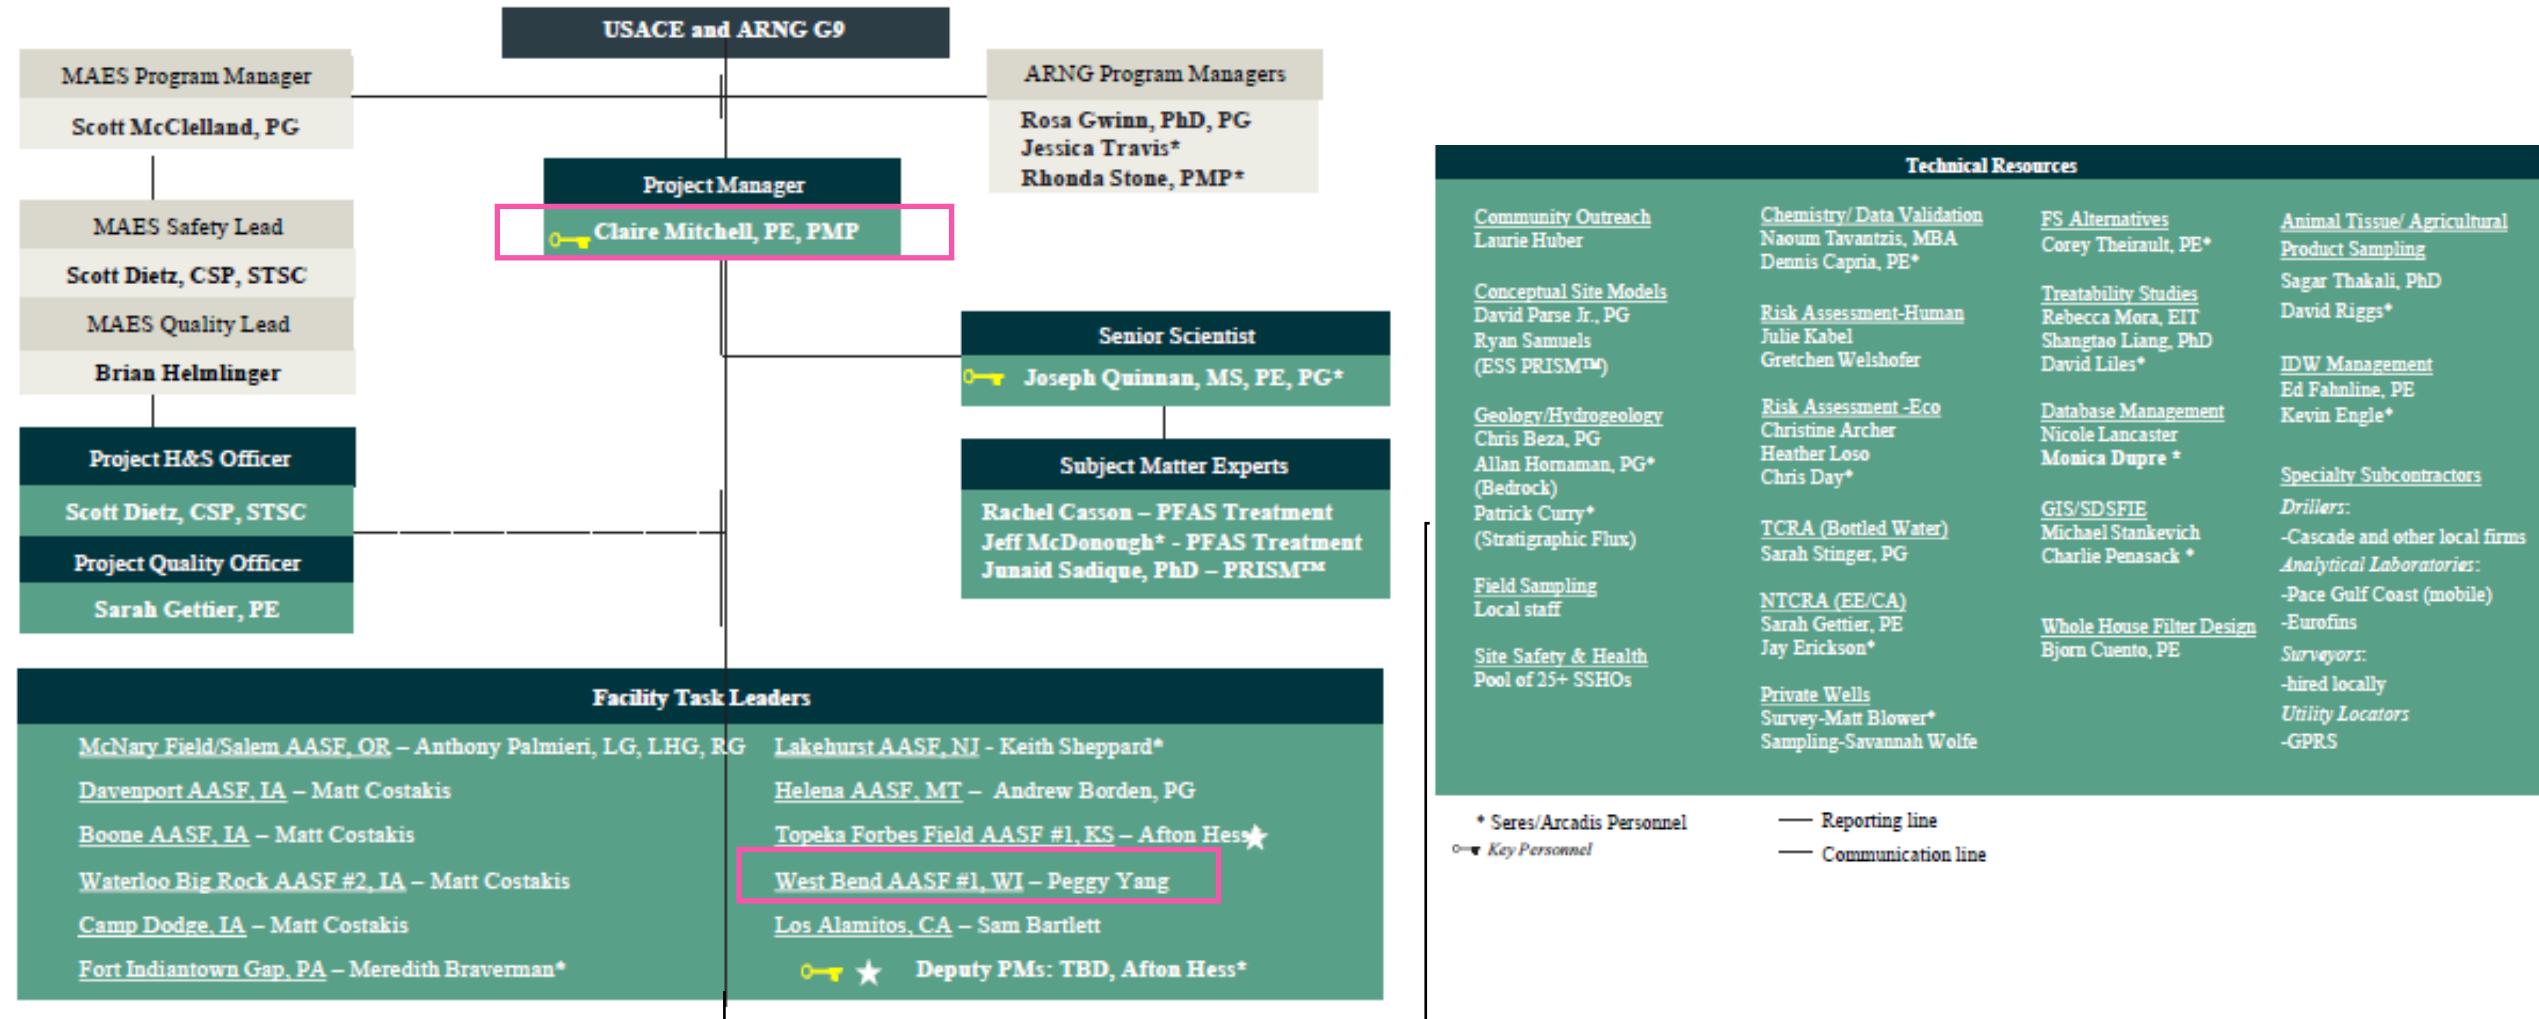 USACE and ARNG G9
MAES Program Manager
Scott McClelland, PG
ARNG Program Managers
Rosa Gwinn, PhD, PG
Jessica Travis*
Rhonda Stone, PMP*
Project Manager
Claire Mitchell, PE, PMP
MAES Safety Lead
Scott Dietz, CSP, STSC
MAES Quality Lead
Brian Helmlinger
Senior Scientist
Joseph Quinnan, MS, PE, PG*
Project H&S Officer
Scott Dietz, CSP, STSC
Project Quality Officer
Sarah Gettier, PE
Subject Matter Experts
Rachel Casson – PFAS Treatment
Jeff McDonough* - PFAS Treatment
Junaid Sadique, PhD – PRISM™
Facility Task Leaders
McNary Field/Salem AASF, OR – Anthony Palmieri, LG, LHG, RG
Davenport AASF, IA – Matt Costakis
Boone AASF, IA – Matt Costakis
Waterloo Big Rock AASF #2, IA – Matt Costakis
Camp Dodge, IA – Matt Costakis
Fort Indiantown Gap, PA – Meredith Braverman*
Lakehurst AASF, NJ - Keith Sheppard*
Helena AASF, MT – Andrew Borden, PG
Topeka Forbes Field AASF #1, KS – Afton Hess
West Bend AASF #1, WI – Peggy Yang
Los Alamitos, CA – Sam Bartlett
Deputy PMs: TBD, Afton Hess*
Technical Resources
Community Outreach
Laurie Huber
Conceptual Site Models
David Parse Jr., PG
Ryan Samuels
(ESS PRISM™)
Geology/Hydrogeology
Chris Beza, PG
Allan Hornaman, PG*
(Bedrock)
Patrick Curry*
(Stratigraphic Flux)
Field Sampling
Local staff
Site Safety & Health
Pool of 25+ SSHOs
Chemistry/ Data Validation
Naoum Tavantzis, MBA
Dennis Capria, PE*
Risk Assessment-Human
Julie Kabel
Gretchen Welshofer
Risk Assessment -Eco
Christine Archer
Heather Loso
Chris Day*
TCRA (Bottled Water)
Sarah Stinger, PG
NTCRA (EE/CA)
Sarah Gettier, PE
Jay Erickson*
Private Wells
Survey-Matt Blower*
Sampling-Savannah Wolfe
FS Alternatives
Corey Theirault, PE*
Treatability Studies
Rebecca Mora, EIT
Shangtao Liang, PhD
David Liles*
Database Management
Nicole Lancaster
Monica Dupre *
GIS/SDSFIE
Michael Stankevich
Charlie Penasack *
Whole House Filter Design
Bjorn Cuento, PE
Animal Tissue/ Agricultural
Product Sampling
Sagar Thakali, PhD
David Riggs*
IDW Management
Ed Fahnline, PE
Kevin Engle*
Specialty Subcontractors
Drillers:
-Cascade and other local firms
Analytical Laboratories:
-Pace Gulf Coast (mobile)
-Eurofins
Surveyors:
-hired locally
Utility Locators
-GPRS
* Seres/Arcadis Personnel
Key Personnel
Reporting line
Communication line